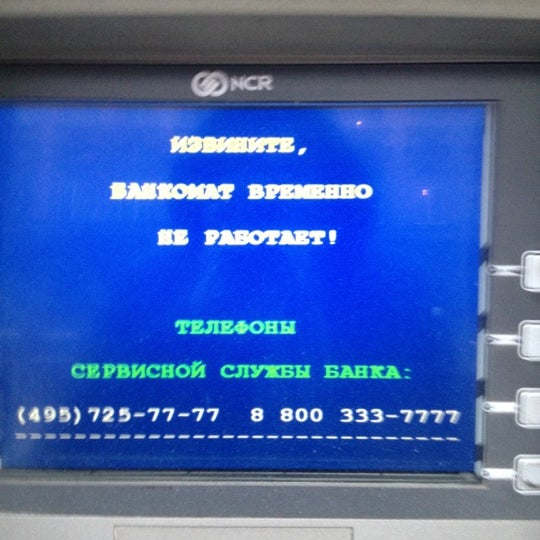 NCR
ИЗВИНИТЕ,
БАНКОМАТ ВРЕМЕННО
НЕ РАБОТАЕТ!
ТЕЛЕФОНЫ
СЕРВИСНОЙ СЛУЖБЫ БАНКА:
(495)725-77-77 8 800 333-7777